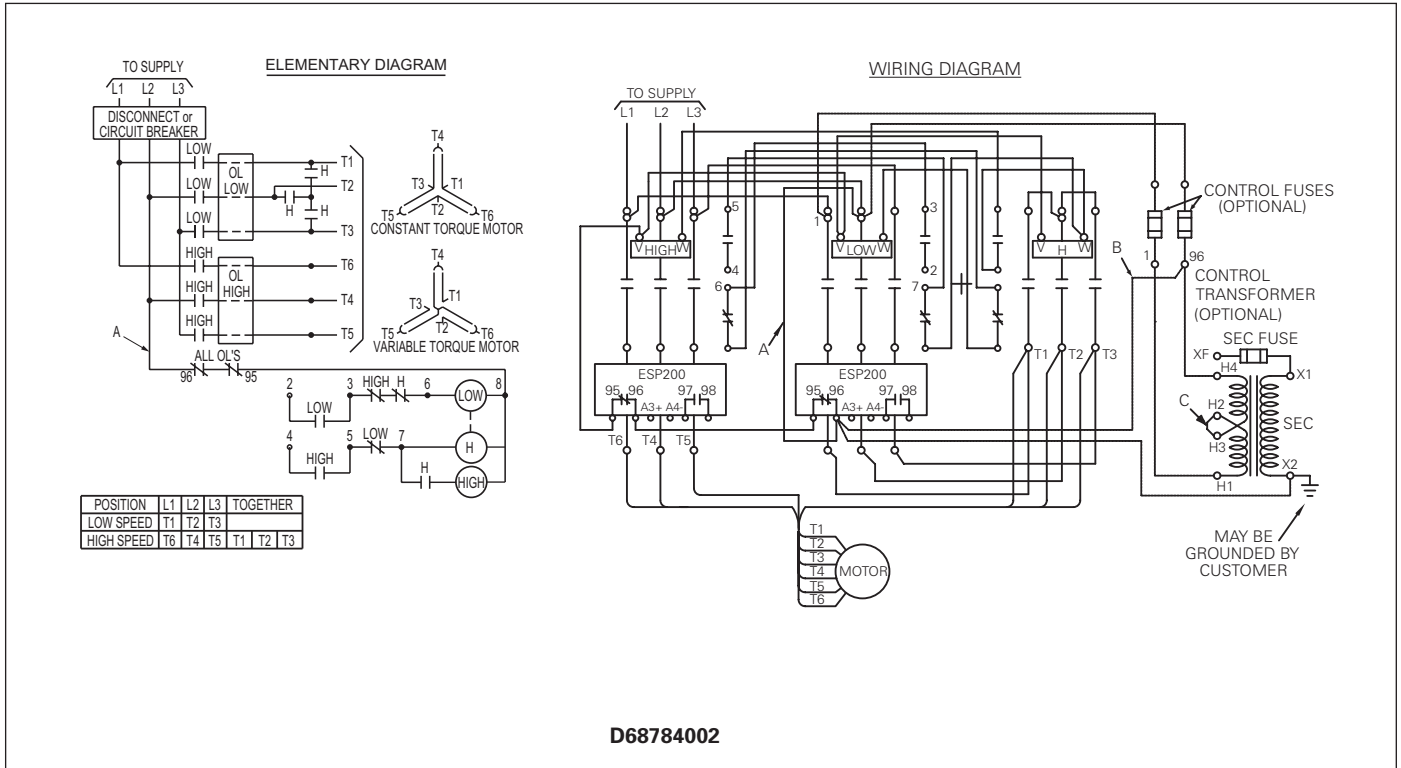 ELEMENTARY DIAGRAM
TO SUPPLY
L1 L2 L3
DISCONNECT or
CIRCUIT BREAKER
LOW
OL
LOW
LOW
H
H
H
LOW
T1
T2
T3
HIGH
OL
HIGH
HIGH
HIGH
T6
T4
T5
A
ALL OL'S
96 95
T4
T3 T1
T2
T5 T6
CONSTANT TORQUE MOTOR
T4
T3 T1
T2
T5 T6
VARIABLE TORQUE MOTOR
2 3 HIGH H 6 LOW 8
LOW
4 5 LOW 7 H
HIGH H HIGH
POSITION L1 L2 L3 TOGETHER
LOW SPEED T1 T2 T3
HIGH SPEED T6 T4 T5 T1 T2 T3
WIRING DIAGRAM
TO SUPPLY
L1 L2 L3
5
1
3
V HIGH W
V LOW W
V H W
4
6
2
7
A
ESP200
95 96 97 98
A3+ A4-
ESP200
95 96 97 98
A3+ A4-
T6 T4 T5
T1 T2 T3
T1
T2
T3
T4
T5
T6
MOTOR
CONTROL FUSES
(OPTIONAL)
B
1
96
CONTROL
TRANSFORMER
(OPTIONAL)
SEC FUSE
XF
H4
X1
C
H2
H3
SEC
H1
X2
MAY BE
GROUNDED BY
CUSTOMER
D68784002